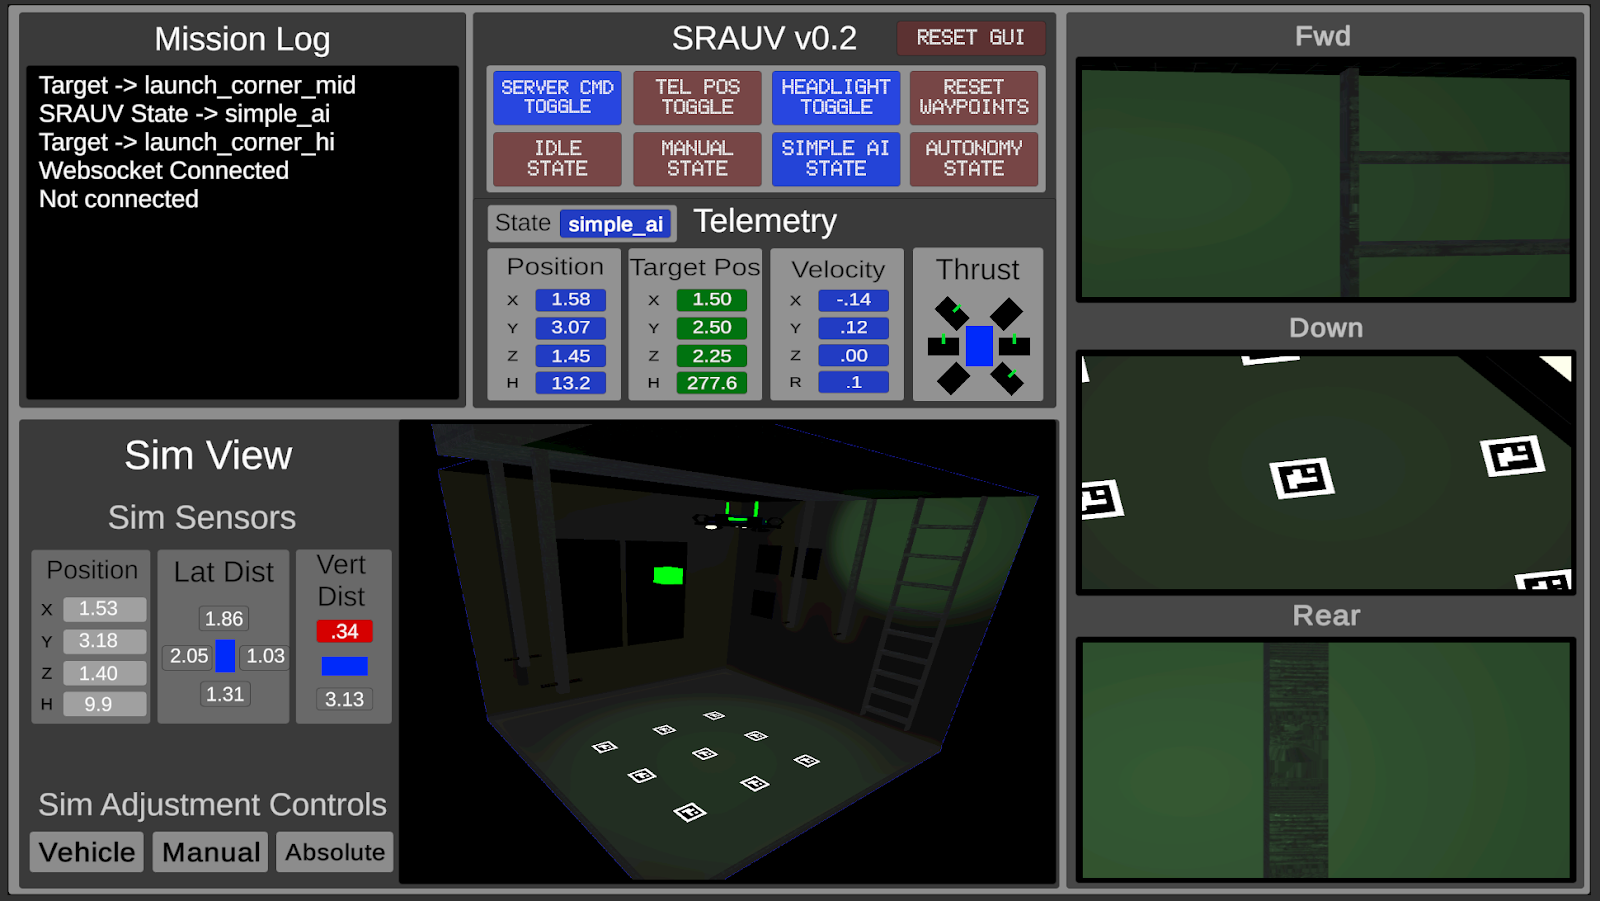 Mission Log
Target -> launch_corner_mid
SRAUV State -> simple_ai
Target -> launch_corner_hi
Websocket Connected
Not connected
SRAUV v0.2
RESET GUI
SERVER CMD TOGGLE
TEL POS TOGGLE
HEADLIGHT TOGGLE
RESET WAYPOINTS
IDLE STATE
MANUAL STATE
SIMPLE AI STATE
AUTONOMY STATE
State simple_ai
Telemetry
Position
X 1.58
Y 3.07
Z 1.45
H 13.2
Target Pos
X 1.50
Y 2.50
Z 2.25
H 277.6
Velocity
X -.14
Y .12
Z .00
R .1
Thrust
Sim View
Sim Sensors
Position
X 1.53
Y 3.18
Z 1.40
H 9.9
Lat Dist
1.86
2.05 1.03
1.31
Vert
Dist
.34
3.13
Sim Adjustment Controls
Vehicle Manual Absolute
Fwd
Down
Rear